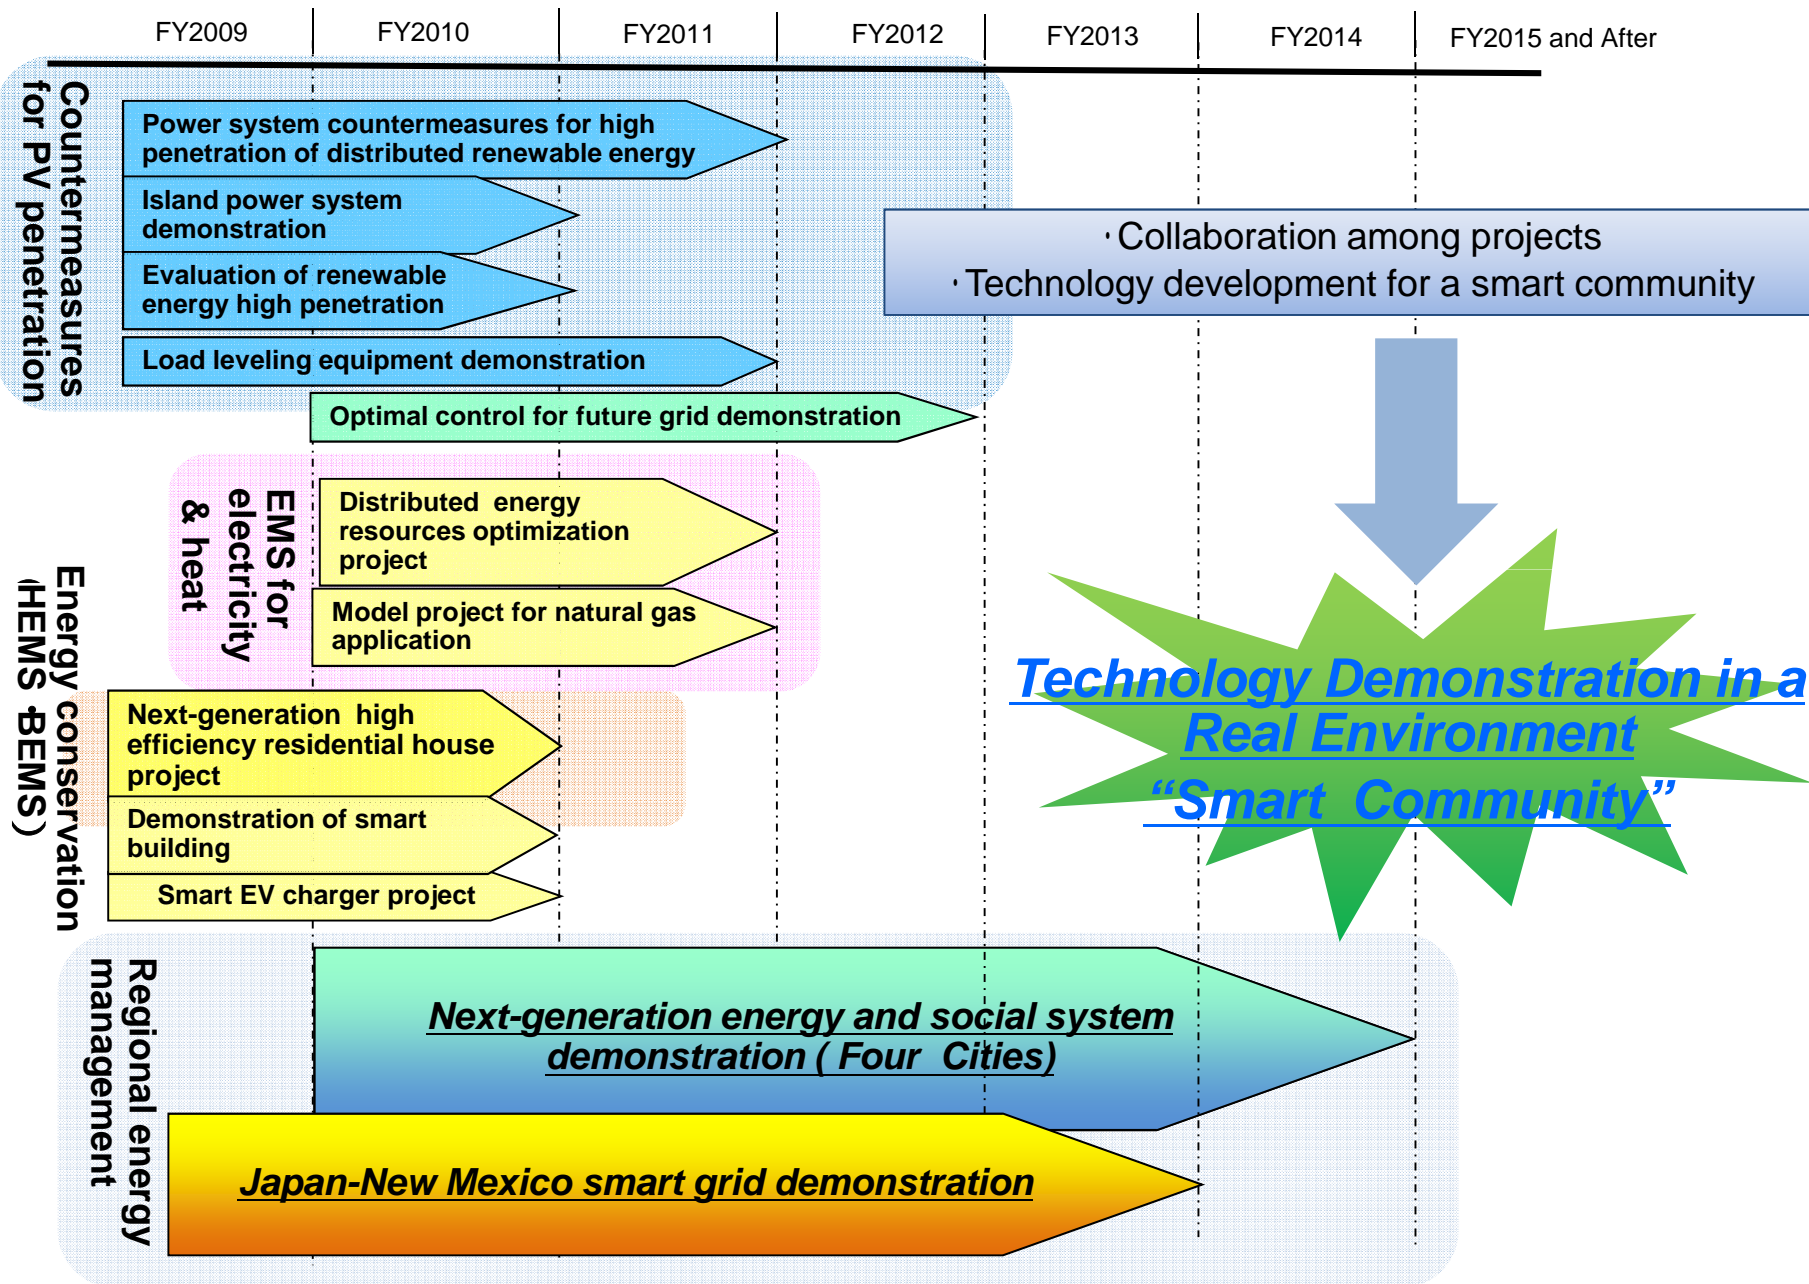 FY2009
FY2010
FY2011
FY2012
FY2013
FY2014
FY2015 and After
Countermeasures
for PV penetration
Power system countermeasures for high
penetration of distributed renewable energy
Island power system
demonstration
Evaluation of renewable
energy high penetration
Load leveling equipment demonstration
Optimal control for future grid demonstration
・Collaboration among projects
・Technology development for a smart community
EMS for
electricity
& heat
Distributed energy
resources optimization
project
Model project for natural gas
application
Energy conservation
(HEMS・BEMS)
Next-generation high
efficiency residential house
project
Demonstration of smart
building
Smart EV charger project
Technology Demonstration in a
Real Environment
“Smart Community”
Regional energy
management
Next-generation energy and social system
demonstration ( Four Cities)
Japan-New Mexico smart grid demonstration